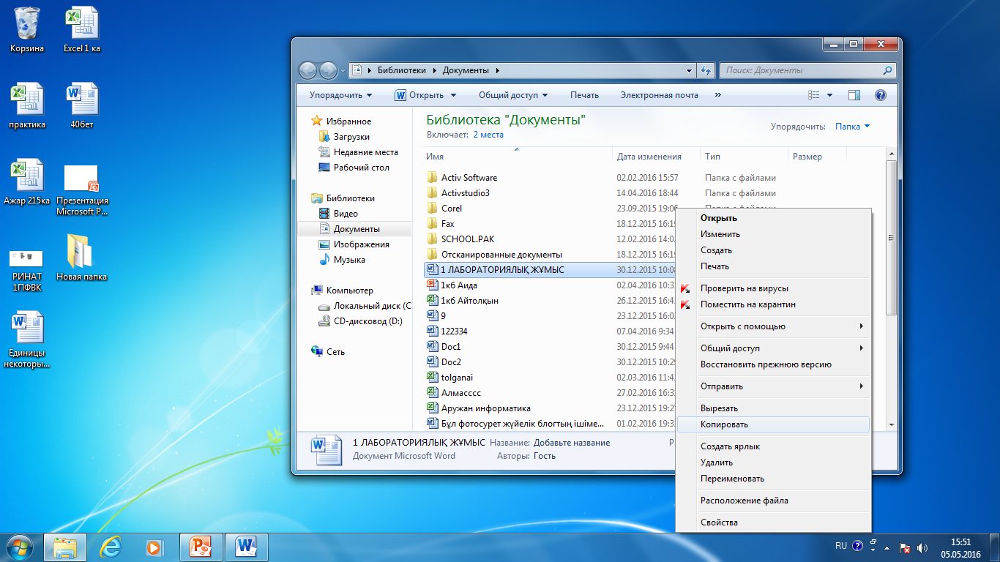 Корзина
Excel 1 ка
практика
40бет
Ажар 215ка
Презентация
Microsoft P...
РИНАТ
1ПФВК
Новая папка
Единицы
некоторы...
Библиотеки
Документы
Поиск: Документы
Упорядочить
Открыть
Общий доступ
Печать
Электронная почта
»
Избранное
Загрузки
Недавние места
Рабочий стол
Библиотеки
Видео
Документы
Изображения
Музыка
Компьютер
Локальный диск (C
CD-дисковод (D:)
Сеть
Библиотека "Документы"
Включает: 2 места
Упорядочить: Папка
Имя Дата изменения Тип Размер
Activ Software 02.02.2016 15:57 Папка с файлами
Activstudio3 14.04.2016 18:44 Папка с файлами
Corel 23.09.2015 19:06
Fax 18.12.2015 16:19
SCHOOL.PAK 12.02.2016 14:0
Отсканированные документы 18.12.2015 16:19
1 ЛАБОРАТОРИЯЛЫҚ ЖҰМЫС 30.12.2015 10:08
1кб Аида 02.04.2016 10:3
1кб Айтолқын 26.12.2015 16:4
9 23.12.2015 16:0
122334 07.04.2016 9:34
Doc1 30.12.2015 9:44
Doc2 30.12.2015 10:29
tolganai 02.03.2016 11:4
Алмасссс 27.02.2016 16:3
Аружан информатика 23.12.2015 19:27
Бұл фотосурет жүйелік блогтың ішіме... 01.02.2016 19:3
1 ЛАБОРАТОРИЯЛЫҚ ЖҰМЫС Название: Добавьте название
Документ Microsoft Word Авторы: Гость
Р
Открыть
Изменить
Создать
Печать
Проверить на вирусы
Поместить на карантин
Открыть с помощью
Общий доступ
Восстановить прежнюю версию
Отправить
Вырезать
Копировать
Создать ярлык
Удалить
Переименовать
Расположение файла
Свойства
RU
15:51
05.05.2016